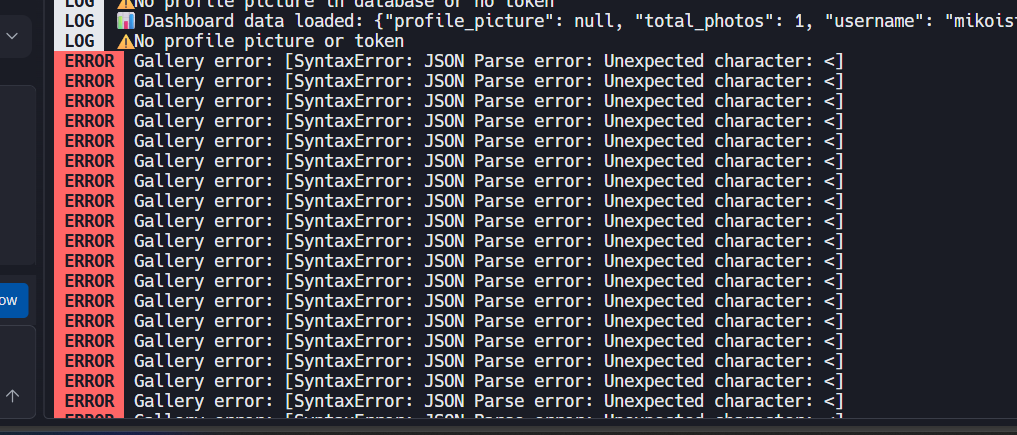 LOG ⚠️No profile picture in database or no token
LOG 📊 Dashboard data loaded: {"profile_picture": null, "total_photos": 1, "username": "mikoist
LOG ⚠️No profile picture or token
ERROR Gallery error: [SyntaxError: JSON Parse error: Unexpected character: <]
ERROR Gallery error: [SyntaxError: JSON Parse error: Unexpected character: <]
ERROR Gallery error: [SyntaxError: JSON Parse error: Unexpected character: <]
ERROR Gallery error: [SyntaxError: JSON Parse error: Unexpected character: <]
ERROR Gallery error: [SyntaxError: JSON Parse error: Unexpected character: <]
ERROR Gallery error: [SyntaxError: JSON Parse error: Unexpected character: <]
ERROR Gallery error: [SyntaxError: JSON Parse error: Unexpected character: <]
ERROR Gallery error: [SyntaxError: JSON Parse error: Unexpected character: <]
ERROR Gallery error: [SyntaxError: JSON Parse error: Unexpected character: <]
ERROR Gallery error: [SyntaxError: JSON Parse error: Unexpected character: <]
ERROR Gallery error: [SyntaxError: JSON Parse error: Unexpected character: <]
ERROR Gallery error: [SyntaxError: JSON Parse error: Unexpected character: <]
ow
ERROR Gallery error: [SyntaxError: JSON Parse error: Unexpected character: <]
ERROR Gallery error: [SyntaxError: JSON Parse error: Unexpected character: <]
ERROR Gallery error: [SyntaxError: JSON Parse error: Unexpected character: <]
ERROR Gallery error: [SyntaxError: JSON Parse error: Unexpected character: <]
ERROR Gallery error: [SyntaxError: JSON Parse error: Unexpected character: <]
ERROR Gallery error: [SyntaxError: JSON Parse error: Unexpected character: <]
ERROR Gallery error: [SyntaxError: JSON Parse error: Unexpected character: <]